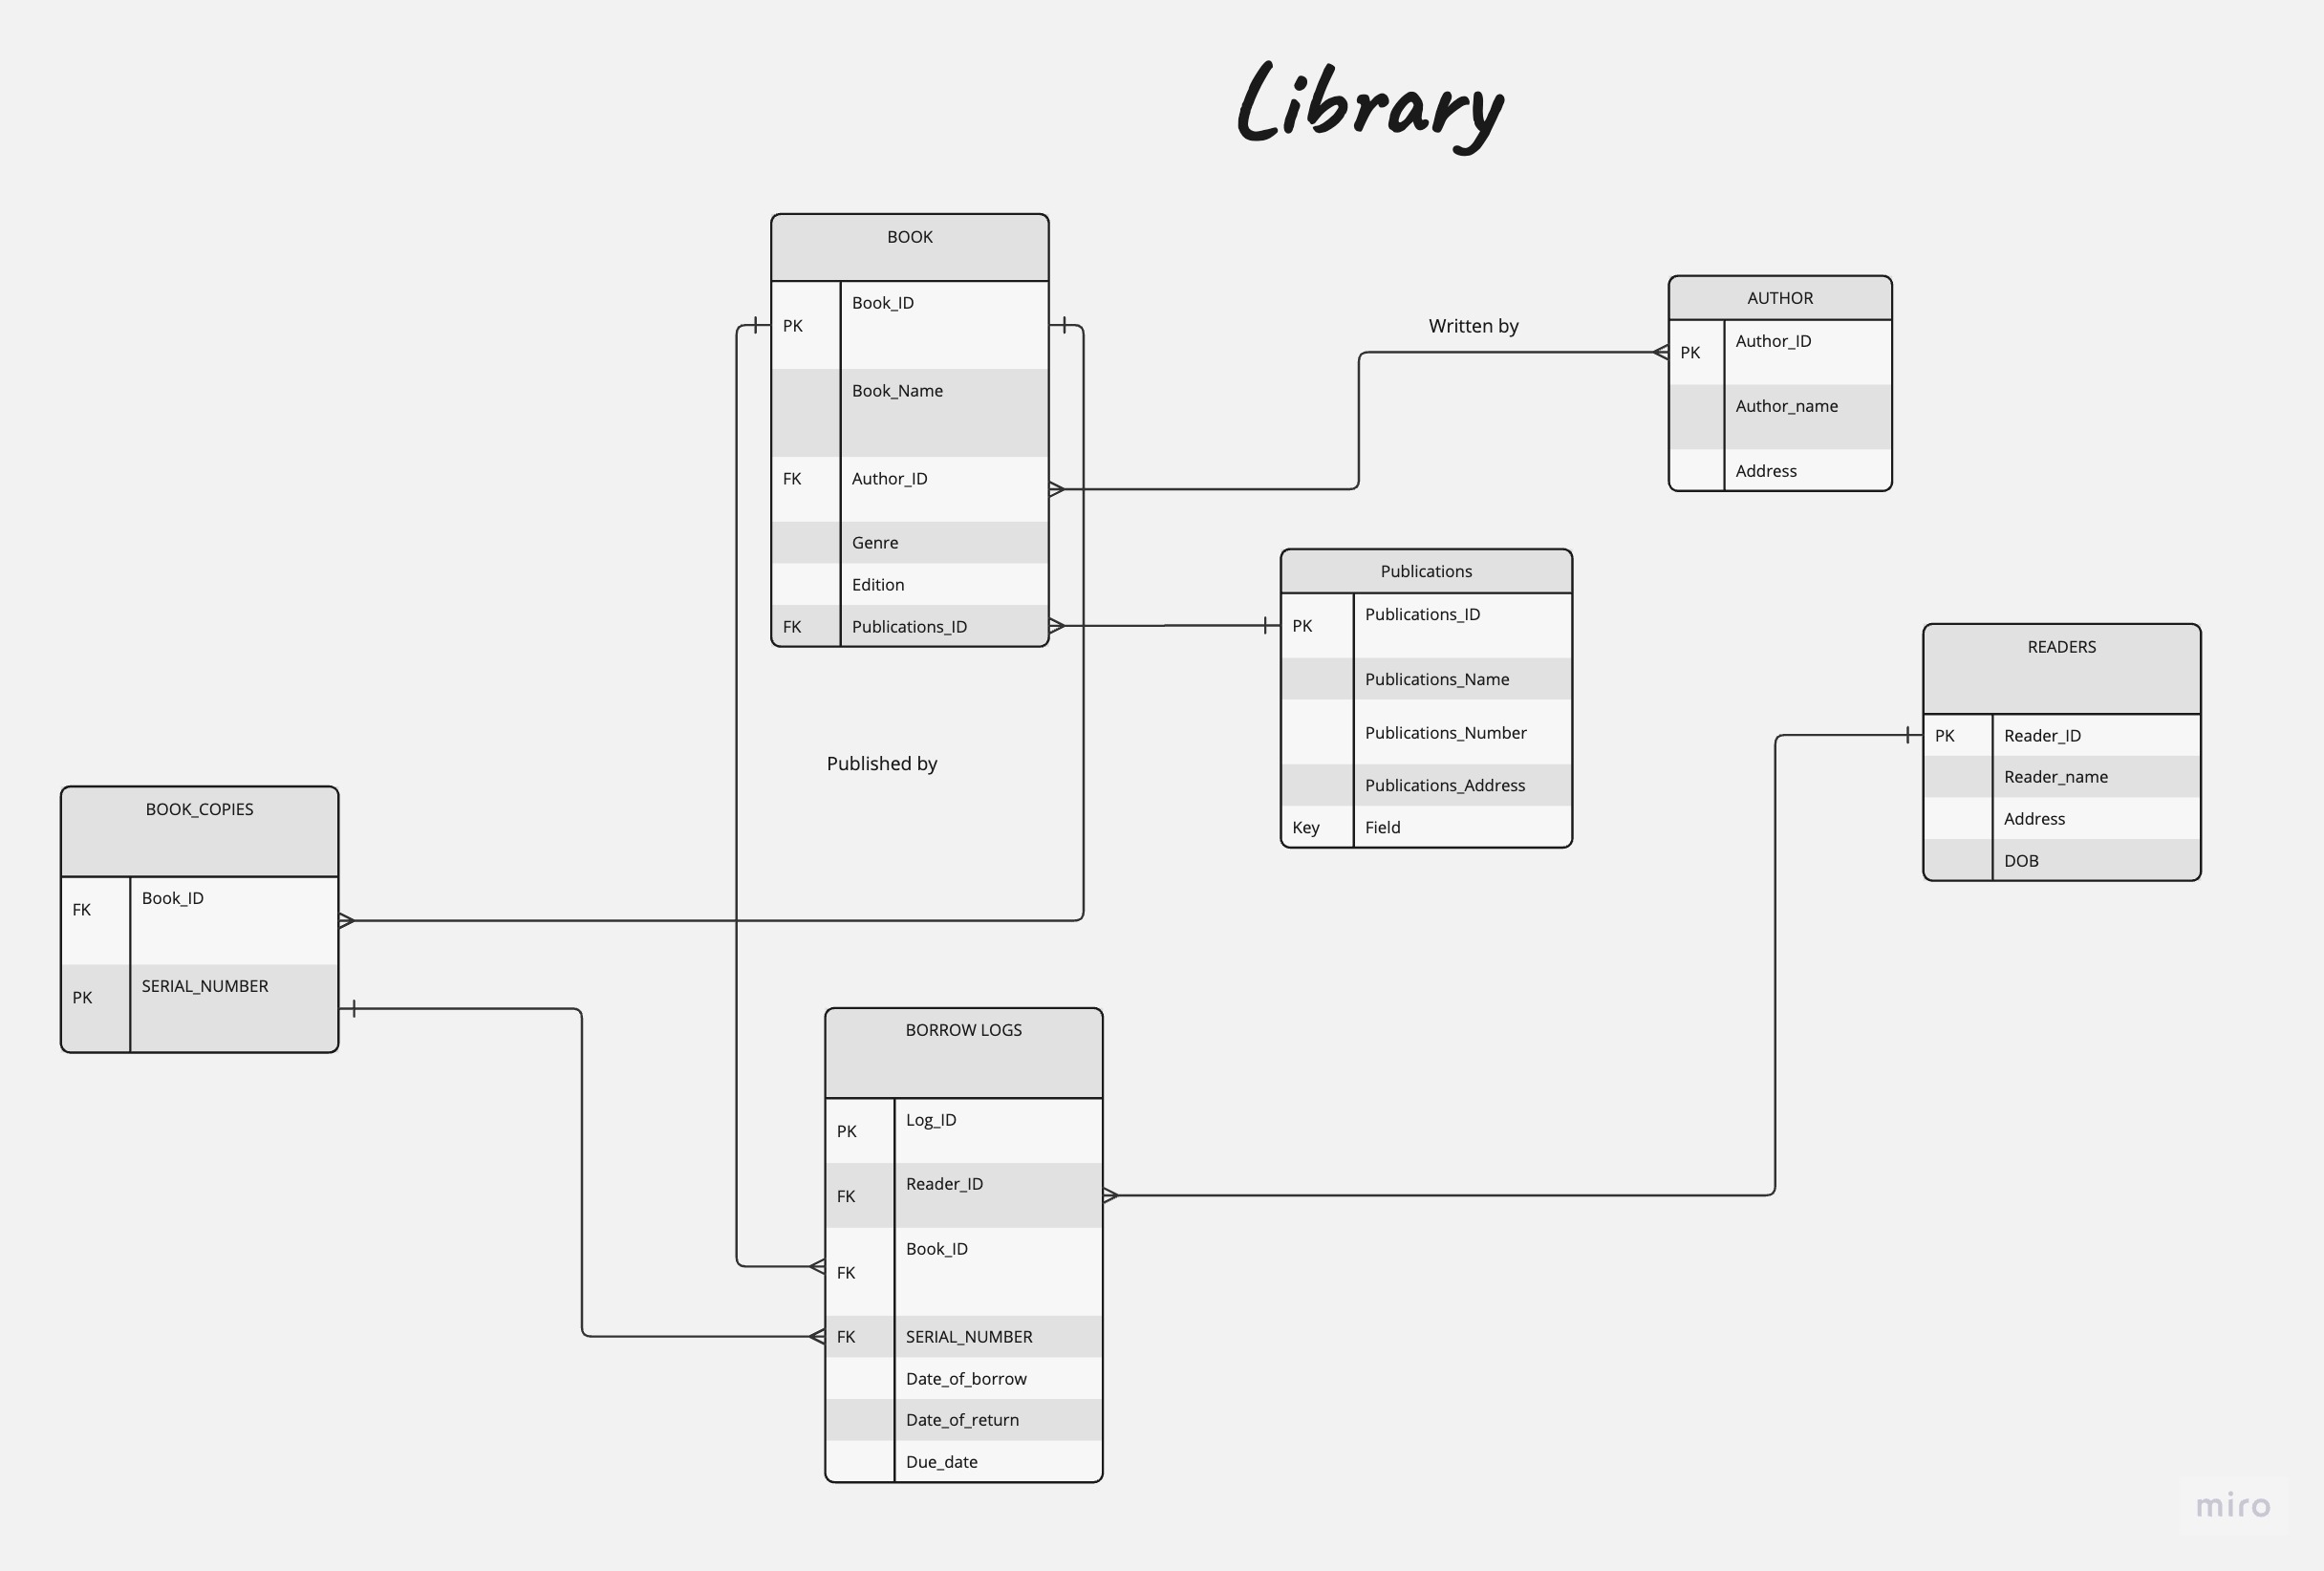 Library
BOOK
PK Book_ID
Book_Name
FK Author_ID
Genre
Edition
FK Publications_ID
Written by
AUTHOR
PK Author_ID
Author_name
Address
Publications
PK Publications_ID
Publications_Name
Publications_Number
Publications_Address
Key Field
READERS
PK Reader_ID
Reader_name
Address
DOB
Published by
BOOK_COPIES
FK Book_ID
PK SERIAL_NUMBER
BORROW LOGS
PK Log_ID
FK Reader_ID
FK Book_ID
FK SERIAL_NUMBER
Date_of_borrow
Date_of_return
Due_date
miro